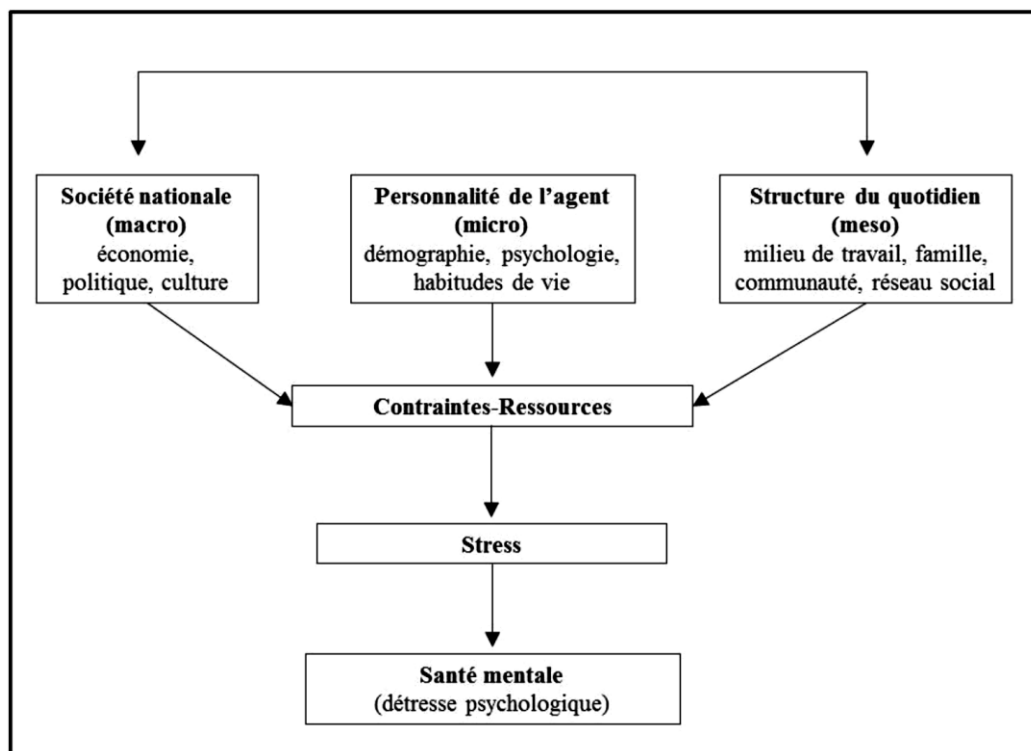 Société nationale
(macro)
économie,
politique, culture
Personnalité de l’agent
(micro)
démographie, psychologie,
habitudes de vie
Structure du quotidien
(meso)
milieu de travail, famille,
communauté, réseau social
Contraintes-Ressources
Stress
Santé mentale
(détresse psychologique)